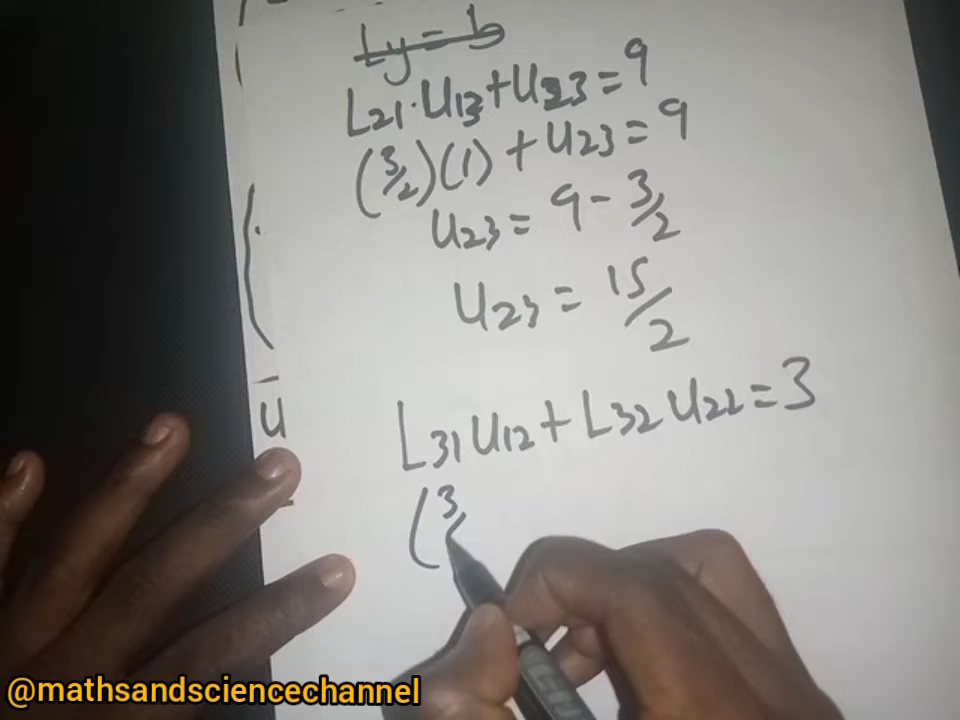 Ly = b
L21 · U13 + U23 = 9
(3/2)(1) + U23 = 9
U23 = 9 - 3/2
U23 = 15/2
L31 U12 + L32 U22 = 3
U
(3/
@mathsandsciencechannel